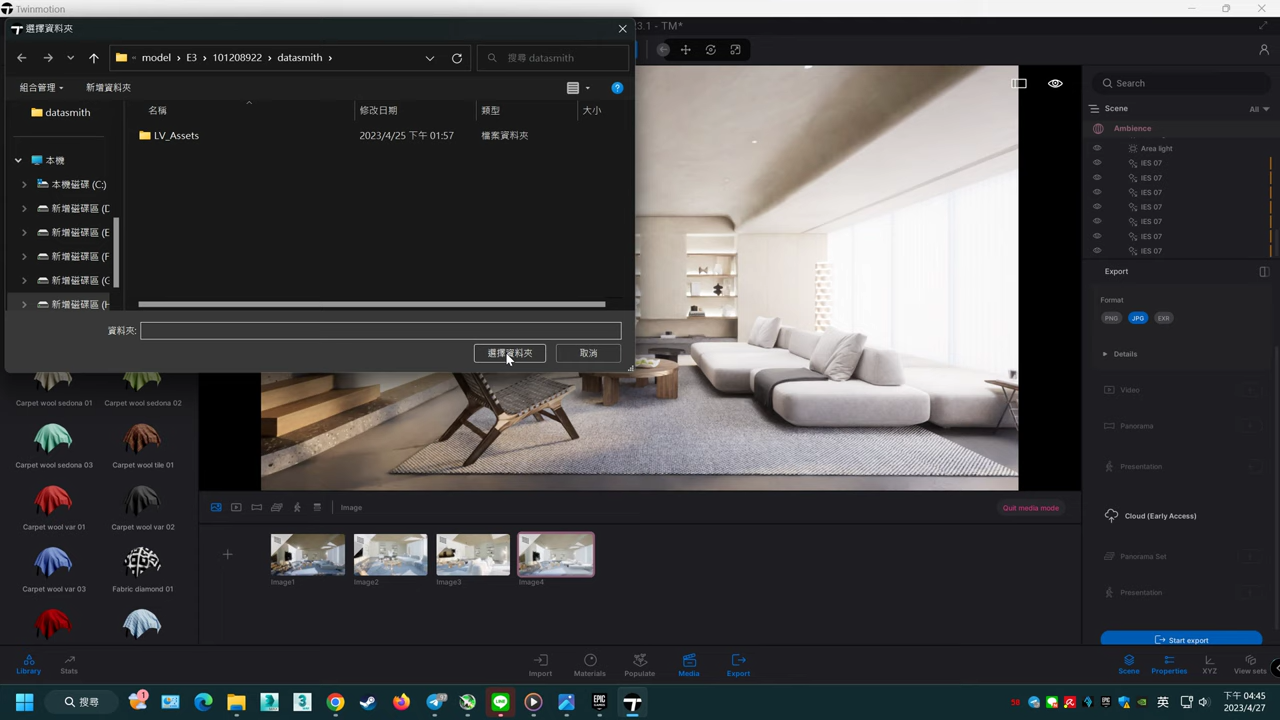 Twinmotion
選擇資料夾
3.1 - TM*
model
E3
101208922
datasmith
搜尋 datasmith
組合管理
新增資料夾
名稱
修改日期
類型
大小
datasmith
LV_Assets
2023/4/25 下午 01:57
檔案資料夾
本機
本機磁碟 (C:)
新增磁碟區 (D
新增磁碟區 (E
新增磁碟區 (F
新增磁碟區 (G
新增磁碟區 (H
資料夾:
選擇資料夾
取消
Search
Scene
All
Ambience
Area light
IES 07
IES 07
IES 07
IES 07
IES 07
IES 07
IES 07
Export
Format
PNG
JPG
EXR
Details
Video
Panorama
Presentation
Cloud (Early Access)
Panorama Set
Presentation
Start export
Carpet wool sedona 01
Carpet wool sedona 02
Carpet wool sedona 03
Carpet wool tile 01
Carpet wool var 01
Carpet wool var 02
Carpet wool var 03
Fabric diamond 01
Image
Quit media mode
Image1
Image2
Image3
Image4
Library
Stats
Import
Materials
Populate
Media
Export
Scene
Properties
XYZ
View sets
搜尋
1
3
3
LINE
EPIC GAMES
58
英
下午 04:45
2023/4/27